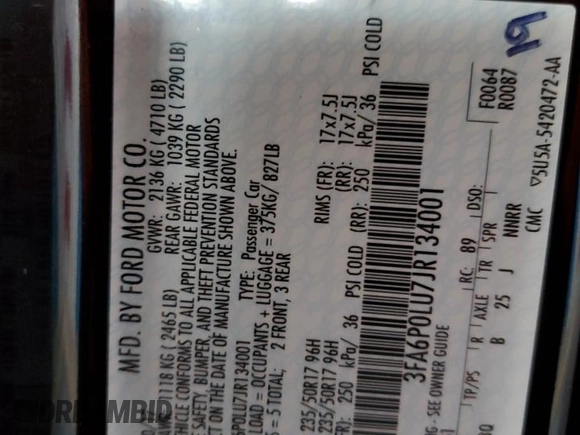 MFD. BY FORD MOTOR CO.
GVWR: 2136 KG ( 4710 LB)
118 KG ( 2465 LB) REAR GAWR: 1039 KG ( 2290 LB)
VEHICLE CONFORMS TO ALL APPLICABLE FEDERAL MOTOR
SAFETY, BUMPER, AND THEFT PREVENTION STANDARDS
ON THE DATE OF MANUFACTURE SHOWN ABOVE.
6P0LU7JR134001 TYPE: Passenger Car
LOAD = OCCUPANTS + LUGGAGE = 375KG/ 827LB
= 5 TOTAL; 2 FRONT, 3 REAR
235/50R17 96H RIMS (FR): 17x7.5J
235/50R17 96H (RR): 17x7.5J
FR): 250 kPa/ 36 PSI COLD (RR): 250 kPa/ 36 PSI COLD
3FA6P0LU7JR134001
G - SEE OWNER GUIDE
F0064
R0087
RC: 89 DSO:
TP/PS R AXLE TR SPR
B 25 J NNRR
CMC
5U5A-5420472-AA
19